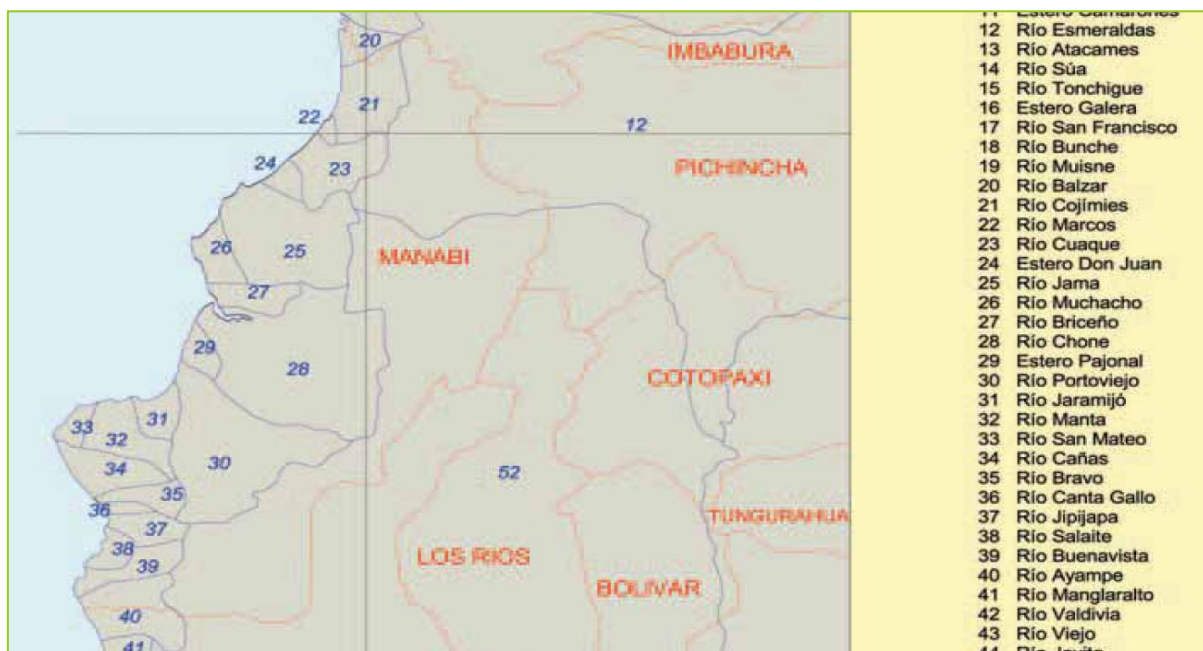 20
IMBABURA
21
22
12
24
23
PICHINCHA
26
25
MANABI
27
29
28
COTOPAXI
33
31
32
34
30
52
35
36
TUNGURAHUA
37
38
39
LOS RIOS
BOLIVAR
40
41
11 Estero Camarones
12 Río Esmeraldas
13 Río Atacames
14 Río Súa
15 Río Tonchigue
16 Estero Galera
17 Río San Francisco
18 Río Bunche
19 Río Muisne
20 Río Balzar
21 Río Cojímies
22 Río Marcos
23 Río Cuaque
24 Estero Don Juan
25 Río Jama
26 Río Muchacho
27 Río Briceño
28 Río Chone
29 Estero Pajonal
30 Río Portoviejo
31 Río Jaramijó
32 Río Manta
33 Río San Mateo
34 Río Cañas
35 Río Bravo
36 Río Canta Gallo
37 Río Jipijapa
38 Río Salaite
39 Río Buenavista
40 Río Ayampe
41 Río Manglaralto
42 Río Valdivia
43 Río Viejo